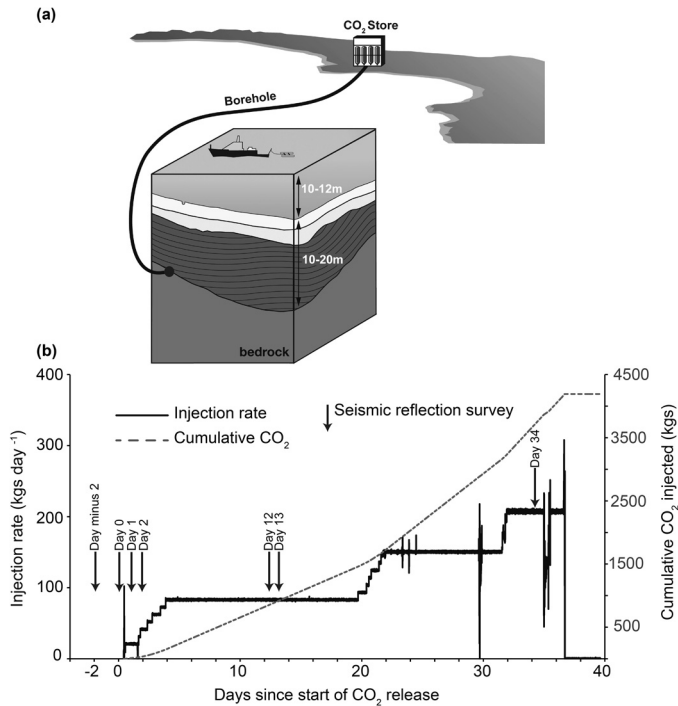 (a)
CO2 Store
Borehole
10-12m
10-20m
bedrock
(b)
400
300
200
100
0
Injection rate (kgs day -1)
Injection rate
Cumulative CO2
Seismic reflection survey
Day minus 2
Day 0
Day 1
Day 2
Day 12
Day 13
Day 34
4500
3500
2500
1500
500
Cumulative CO2 injected (kgs)
-2 0 10 20 30 40
Days since start of CO2 release